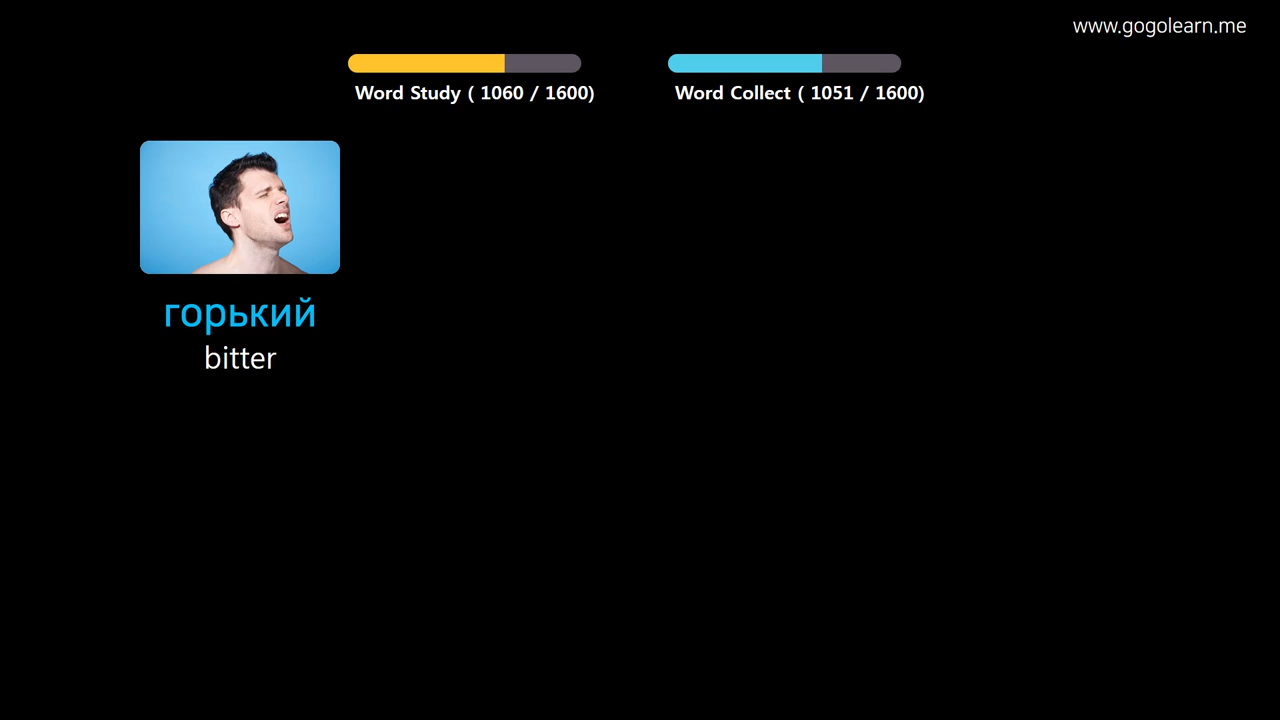 www.gogolearn.me
Word Study ( 1060 / 1600)
Word Collect ( 1051 / 1600)
горький
bitter